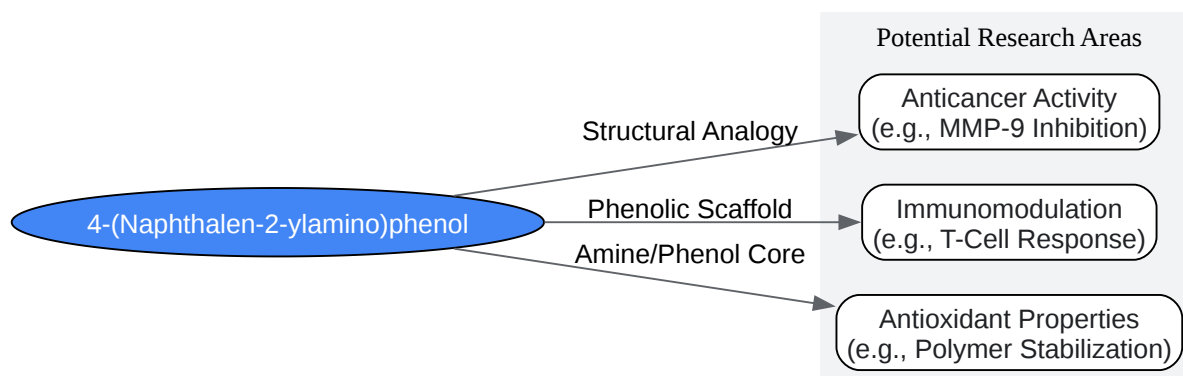 Potential Research Areas
Anticancer Activity
(e.g., MMP-9 Inhibition)
Structural Analogy
4-(Naphthalen-2-ylamino)phenol
Phenolic Scaffold
Immunomodulation
(e.g., T-Cell Response)
Amine/Phenol Core
Antioxidant Properties
(e.g., Polymer Stabilization)